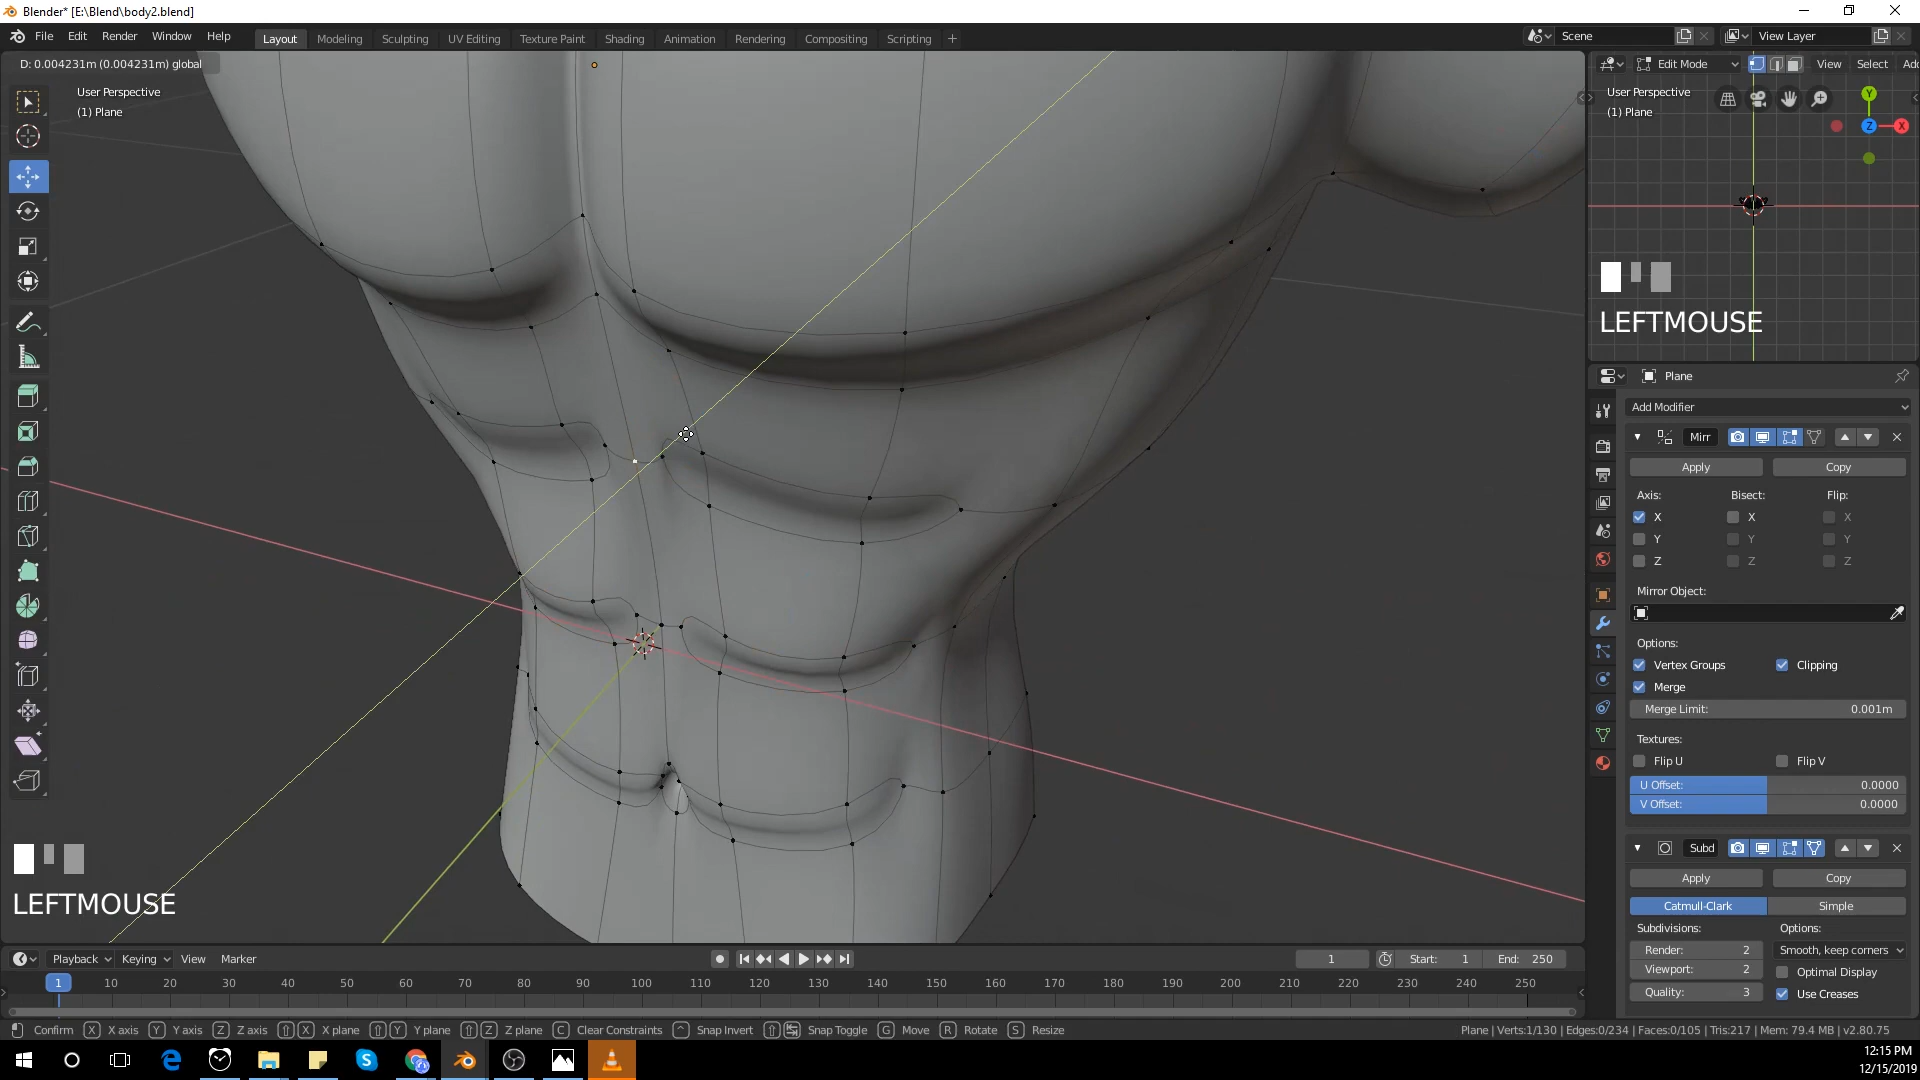 Blender* [E:\Blend\body2.blend]
File Edit Render Window Help
Layout Modeling Sculpting UV Editing Texture Paint Shading Animation Rendering Compositing Scripting
Scene View Layer
D: 0.004231m (0.004231m) global
Edit Mode View Select Add
User Perspective
(1) Plane
User Perspective
(1) Plane
Y
Z
X
LEFTMOUSE
Plane
Add Modifier
Mirr
Apply Copy
Axis: Bisect: Flip:
X X X
Y Y Y
Z Z Z
Mirror Object:
Options:
Vertex Groups Clipping
Merge
Merge Limit: 0.001m
Textures:
Flip U Flip V
U Offset: 0.0000
V Offset: 0.0000
Subd
Apply Copy
Catmull-Clark Simple
Subdivisions: Options:
Render: 2 Smooth, keep corners
Viewport: 2 Optimal Display
Quality: 3 Use Creases
LEFTMOUSE
Playback Keying View Marker
1 Start: 1 End: 250
1 10 20 30 40 50 60 70 80 90 100 110 120 130 140 150 160 170 180 190 200 210 220 230 240 250
Confirm X X axis Y Y axis Z Z axis X X plane Y Y plane Z Z plane C Clear Constraints ^ Snap Invert Snap Toggle G Move R Rotate S Resize
Plane | Verts:1/130 | Edges:0/234 | Faces:0/105 | Tris:217 | Mem: 79.4 MB | v2.80.75
12:15 PM
12/15/2019